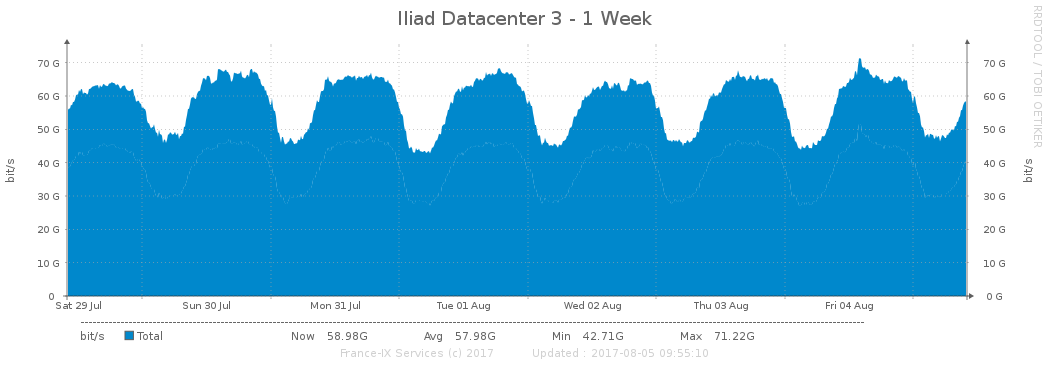 Iliad Datacenter 3 - 1 Week
RRDTOOL / TOBI OETIKER
bit/s
bit/s
70 G 70 G
60 G 60 G
50 G 50 G
40 G 40 G
30 G 30 G
20 G 20 G
10 G 10 G
0 0 G
Sat 29 Jul Sun 30 Jul Mon 31 Jul Tue 01 Aug Wed 02 Aug Thu 03 Aug Fri 04 Aug
bit/s Total Now 58.98G Avg 57.98G Min 42.71G Max 71.22G
France-IX Services (c) 2017 Updated : 2017-08-05 09:55:10